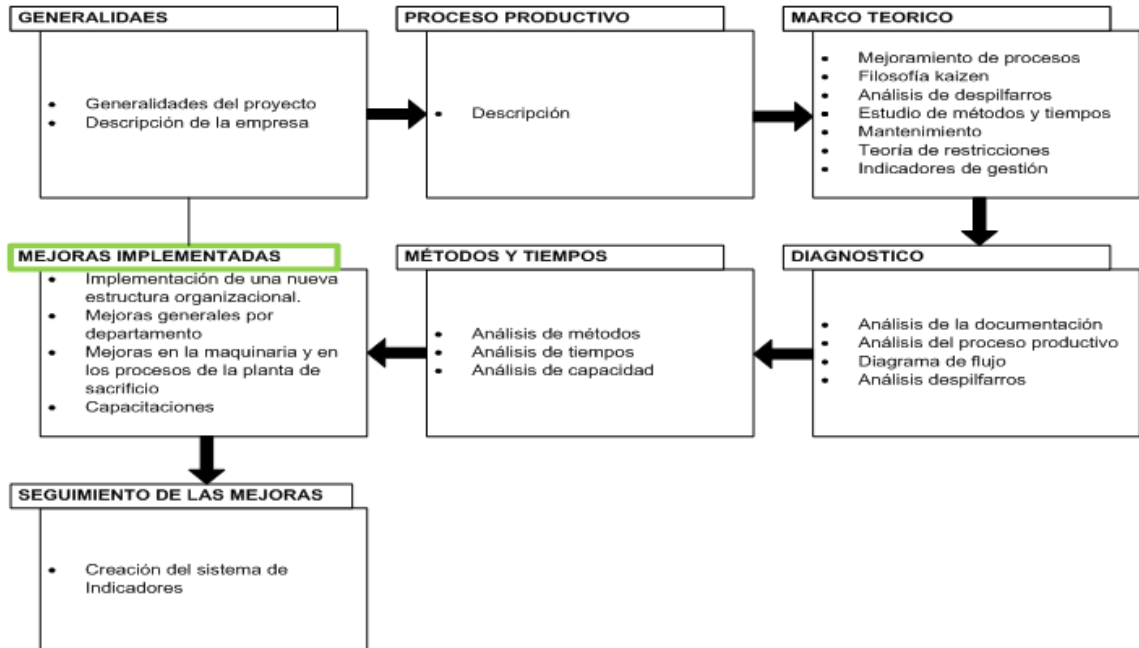 GENERALIDAES
• Generalidades del proyecto
• Descripción de la empresa
PROCESO PRODUCTIVO
• Descripción
MARCO TEORICO
• Mejoramiento de procesos
• Filosofía kaizen
• Análisis de despilfarros
• Estudio de métodos y tiempos
• Mantenimiento
• Teoría de restricciones
• Indicadores de gestión
DIAGNOSTICO
• Análisis de la documentación
• Análisis del proceso productivo
• Diagrama de flujo
• Análisis despilfarros
MÉTODOS Y TIEMPOS
• Análisis de métodos
• Análisis de tiempos
• Análisis de capacidad
MEJORAS IMPLEMENTADAS
• Implementación de una nueva
estructura organizacional.
• Mejoras generales por
departamento
• Mejoras en la maquinaria y en
los procesos de la planta de
sacrificio
• Capacitaciones
SEGUIMIENTO DE LAS MEJORAS
• Creación del sistema de
Indicadores